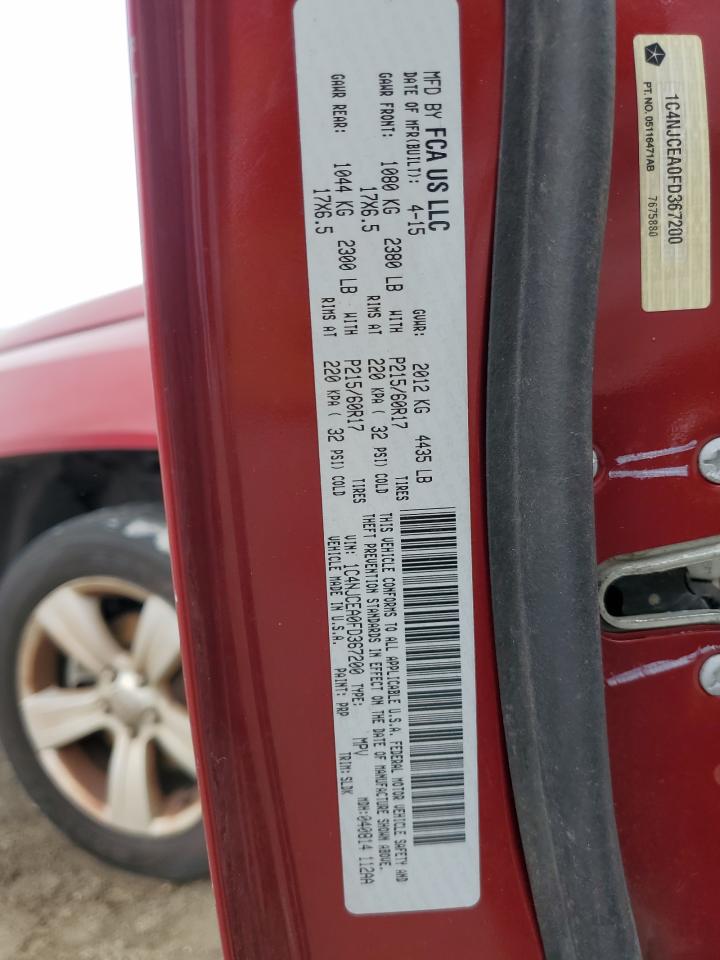 MFD BY FCA US LLC
DATE OF MFR(BUILT): 4-15 GVWR: 2012 KG 4435 LB
GAWR FRONT: 1080 KG 2380 LB WITH P215/60R17 TIRES
17X6.5 RIMS AT 220 KPA ( 32 PSI) COLD
GAWR REAR: 1044 KG 2300 LB WITH P215/60R17 TIRES
17X6.5 RIMS AT 220 KPA ( 32 PSI) COLD
THIS VEHICLE CONFORMS TO ALL APPLICABLE U.S.A. FEDERAL MOTOR VEHICLE SAFETY AND
THEFT PREVENTION STANDARDS IN EFFECT ON THE DATE OF MANUFACTURE SHOWN ABOVE.
VIN: 1C4NJCEA0FD367200 TYPE: MPV MDH:040814 112AA
VEHICLE MADE IN U.S.A. PAINT: PRP TRIM:SLDK
1C4NJCEA0FD367200
PT. NO. 05116471AB 7675880